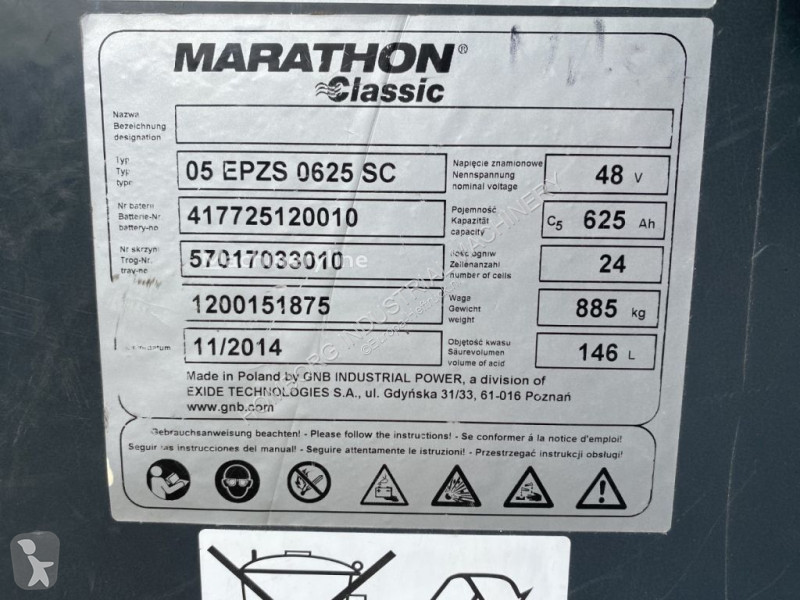 MARATHON®
Classic
Nazwa
Bezeichnung
designation
Typ
Typ
type
05 EPZS 0625 SC
Napięcie znamionowe
Nennspannung
nominal voltage
48 V
Nr baterii
Batterie-Nr.
battery-no
417725120010
Pojemność
Kapazität
capacity
C5 625 Ah
Nr skrzyni
Trog-Nr.
tray-no
57017033010
Ilość ogniw
Zellenanzahl
number of cells
24
1200151875
Waga
Gewicht
weight
885 kg
11/2014
Objętość kwasu
Säurevolumen
volume of acid
146 L
Made in Poland by GNB INDUSTRIAL POWER, a division of
EXIDE TECHNOLOGIES S.A., ul. Gdyńska 31/33, 61-016 Poznań
www.gnb.com
Gebrauchsanweisung beachten! - Please follow the instructions! - Se conformer á la notice d'emploi!
Seguir las instrucciones del manual! - Seguire attentamente le istruzioni! - Przestrzegać instrukcji obsługi!